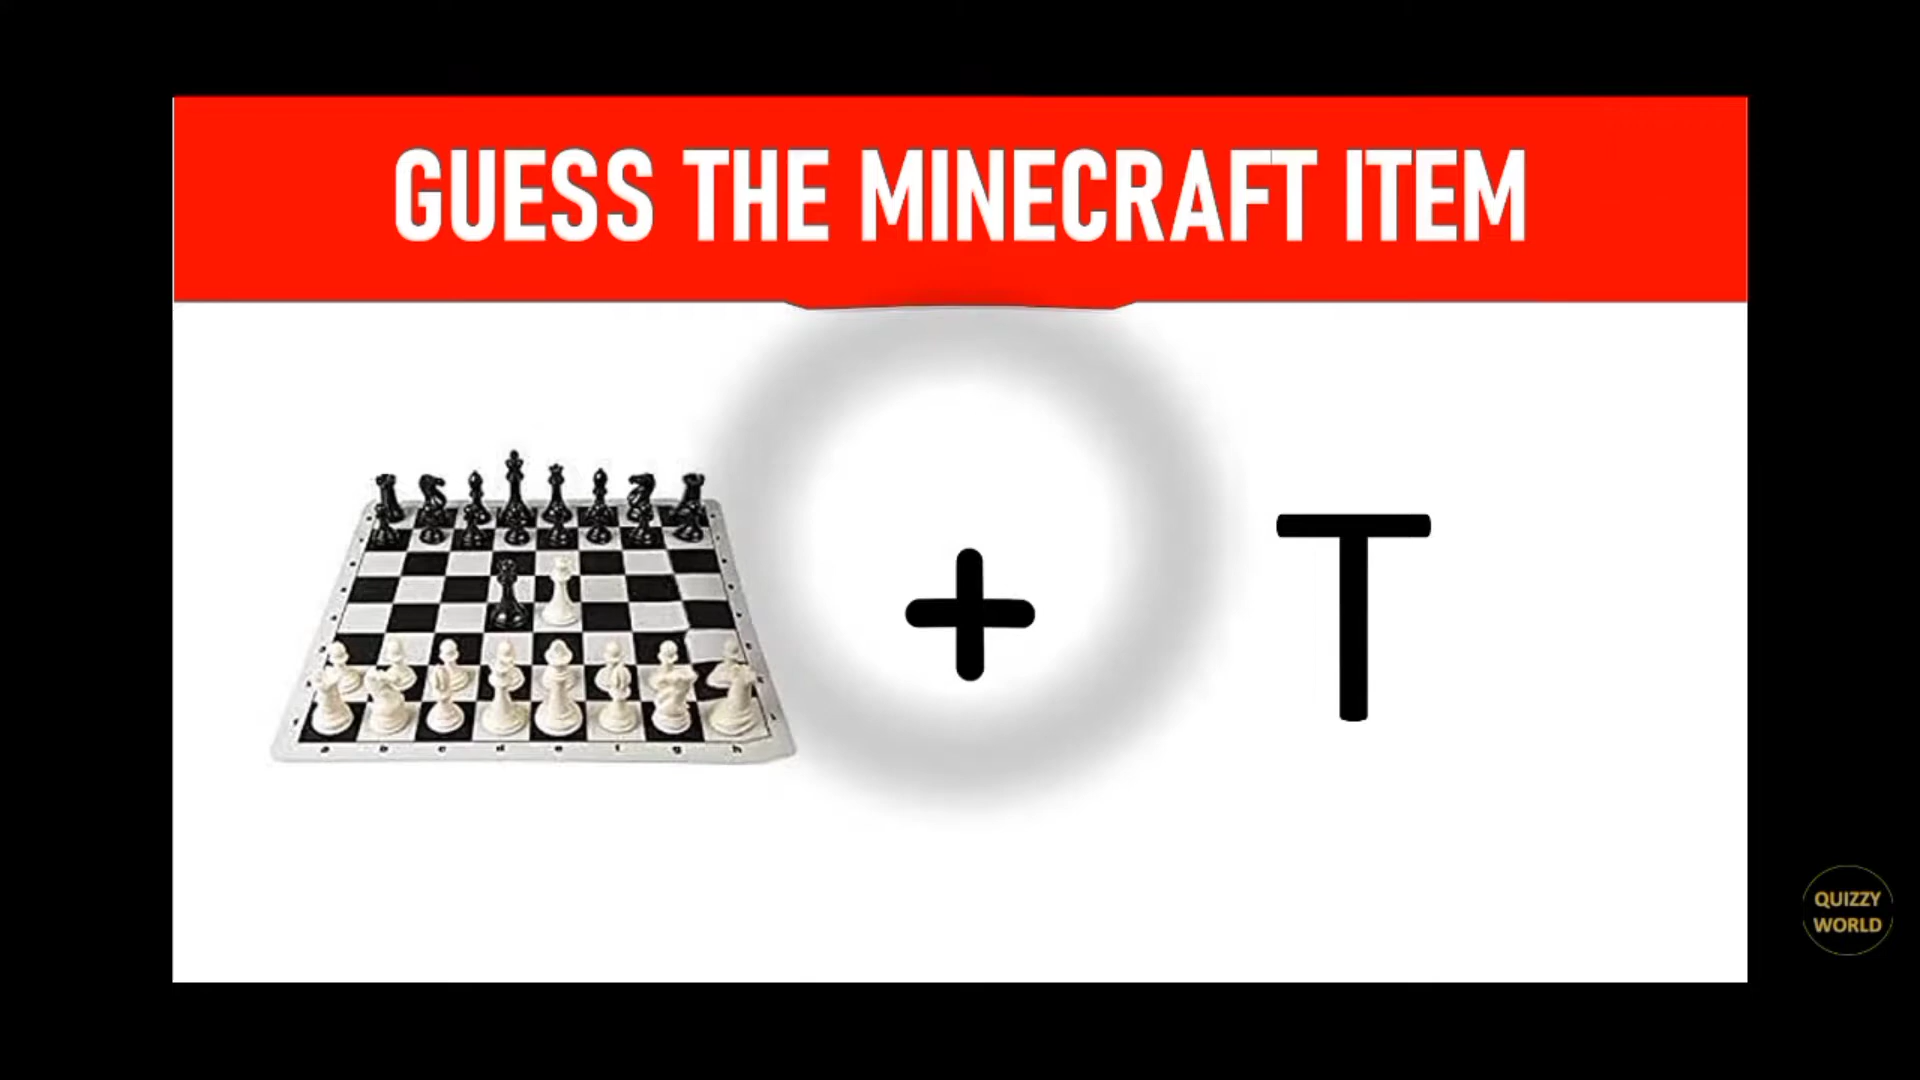 GUESS THE MINECRAFT ITEM
+ T
a b c d e f g h
QUIZZY
WORLD